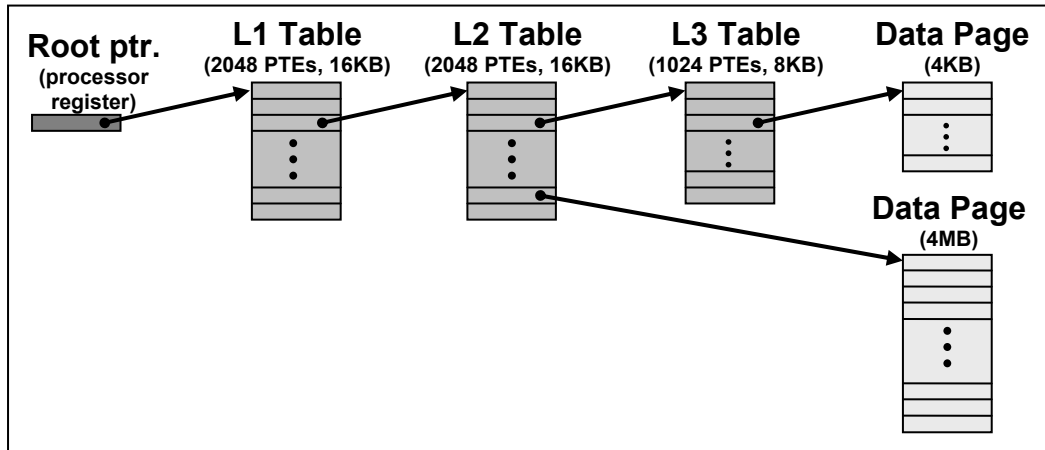 Root ptr.
(processor
register)
L1 Table
(2048 PTEs, 16KB)
L2 Table
(2048 PTEs, 16KB)
L3 Table
(1024 PTEs, 8KB)
Data Page
(4KB)
Data Page
(4MB)